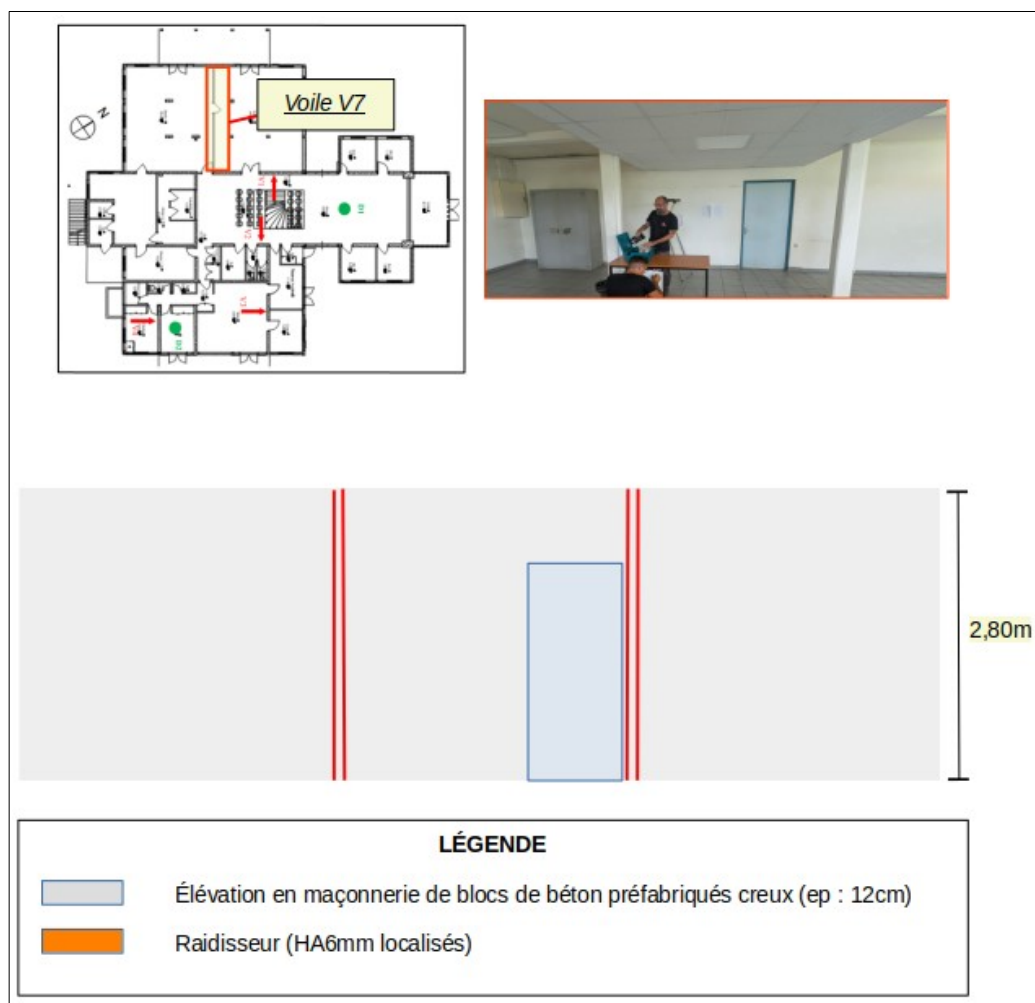 Voile V7
N
2,80m
LÉGENDE
Élévation en maçonnerie de blocs de béton préfabriqués creux (ep : 12cm)
Raidisseur (HA6mm localisés)